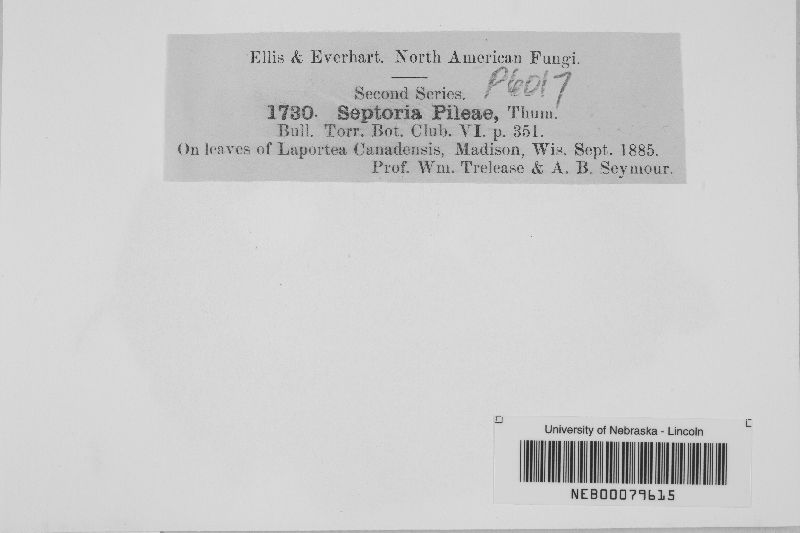 Ellis & Everhart. North American Fungi.
Second Series. P6017
1730. Septoria Pileae, Thum.
Bull. Torr. Bot. Club. VI. p. 351.
On leaves of Laportea Canadensis, Madison, Wis. Sept. 1885.
Prof. Wm. Trelease & A. B. Seymour.
University of Nebraska - Lincoln
NEB00079615